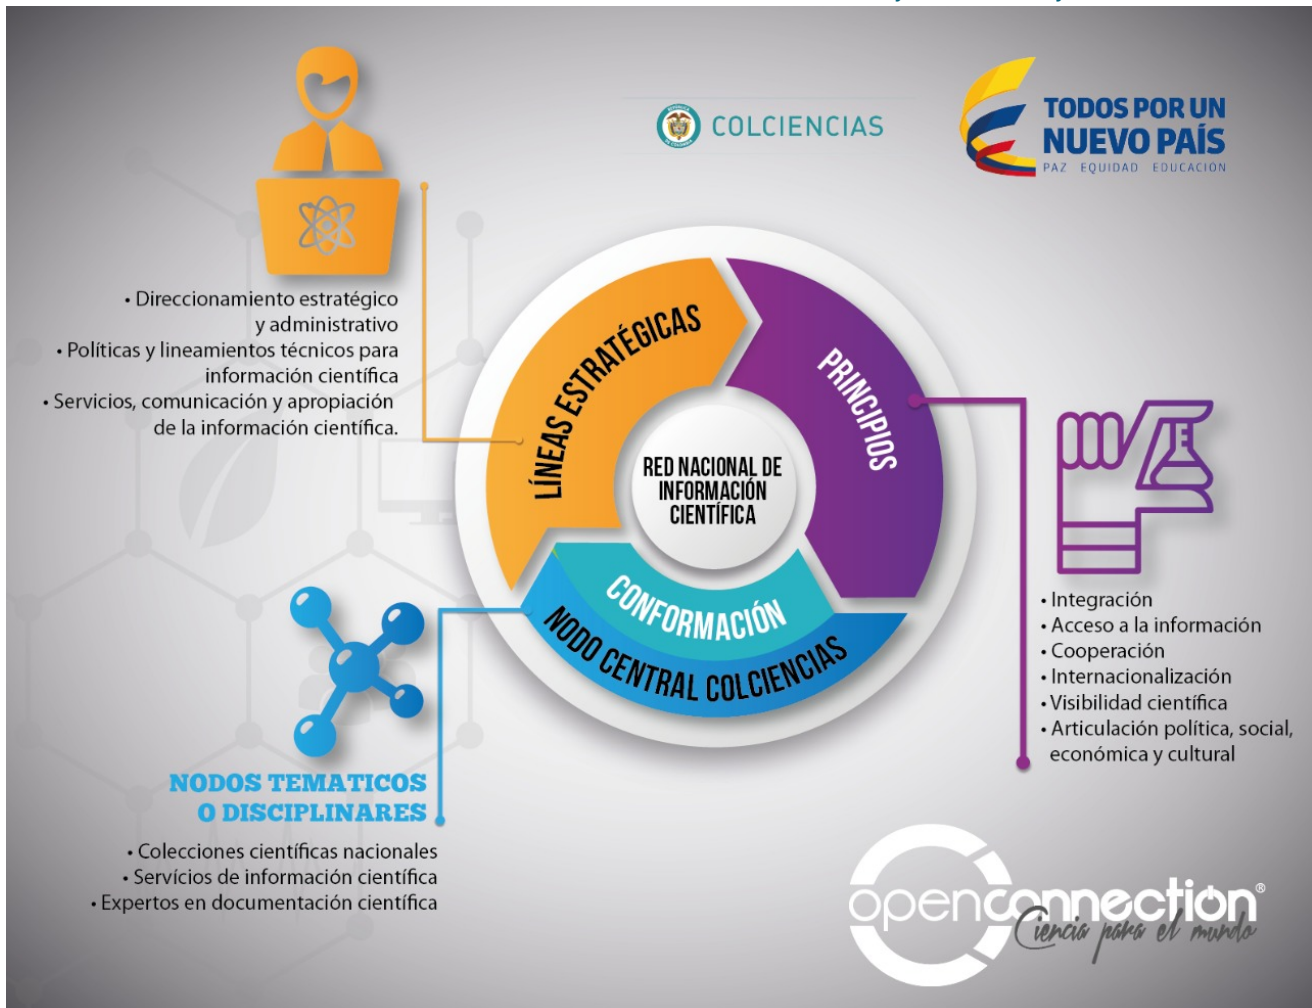 REPÚBLICA
DE COLOMBIA
COLCIENCIAS
TODOS POR UN
NUEVO PAÍS
PAZ EQUIDAD EDUCACIÓN
• Direccionamiento estratégico
y administrativo
• Políticas y lineamientos técnicos para
información científica
• Servicios, comunicación y apropiación
de la información científica.
LÍNEAS ESTRATÉGICAS
PRINCIPIOS
RED NACIONAL DE
INFORMACIÓN
CIENTÍFICA
CONFORMACIÓN
NODO CENTRAL COLCIENCIAS
• Integración
• Acceso a la información
• Cooperación
• Internacionalización
• Visibilidad científica
• Articulación política, social,
económica y cultural
NODOS TEMATICOS
O DISCIPLINARES
• Colecciones científicas nacionales
• Servícios de información científica
• Expertos en documentación científica
openconnection®
Ciencia para el mundo